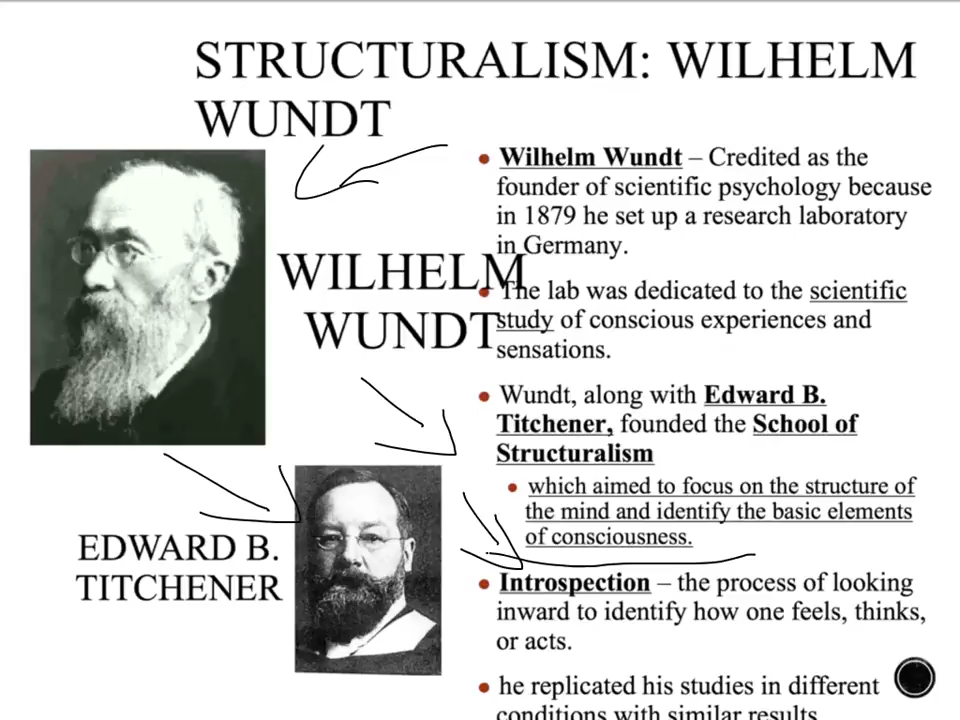 STRUCTURALISM: WILHELM
WUNDT
WILHELM
WUNDT
EDWARD B.
TITCHENER
• Wilhelm Wundt – Credited as the
founder of scientific psychology because
in 1879 he set up a research laboratory
in Germany.
• The lab was dedicated to the scientific
study of conscious experiences and
sensations.
• Wundt, along with Edward B.
Titchener, founded the School of
Structuralism
• which aimed to focus on the structure of
the mind and identify the basic elements
of consciousness.
• Introspection – the process of looking
inward to identify how one feels, thinks,
or acts.
• he replicated his studies in different
conditions with similar results